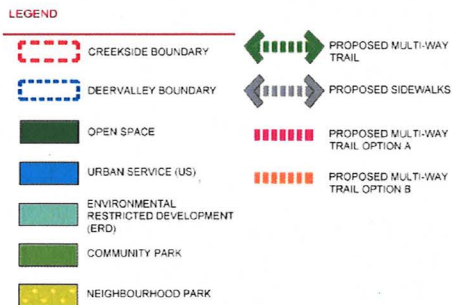 LEGEND
CREEKSIDE BOUNDARY
DEERVALLEY BOUNDARY
OPEN SPACE
URBAN SERVICE (US)
ENVIRONMENTAL
RESTRICTED DEVELOPMENT
(ERD)
COMMUNITY PARK
NEIGHBOURHOOD PARK
PROPOSED MULTI-WAY
TRAIL
PROPOSED SIDEWALKS
PROPOSED MULTI-WAY
TRAIL OPTION A
PROPOSED MULTI-WAY
TRAIL OPTION B